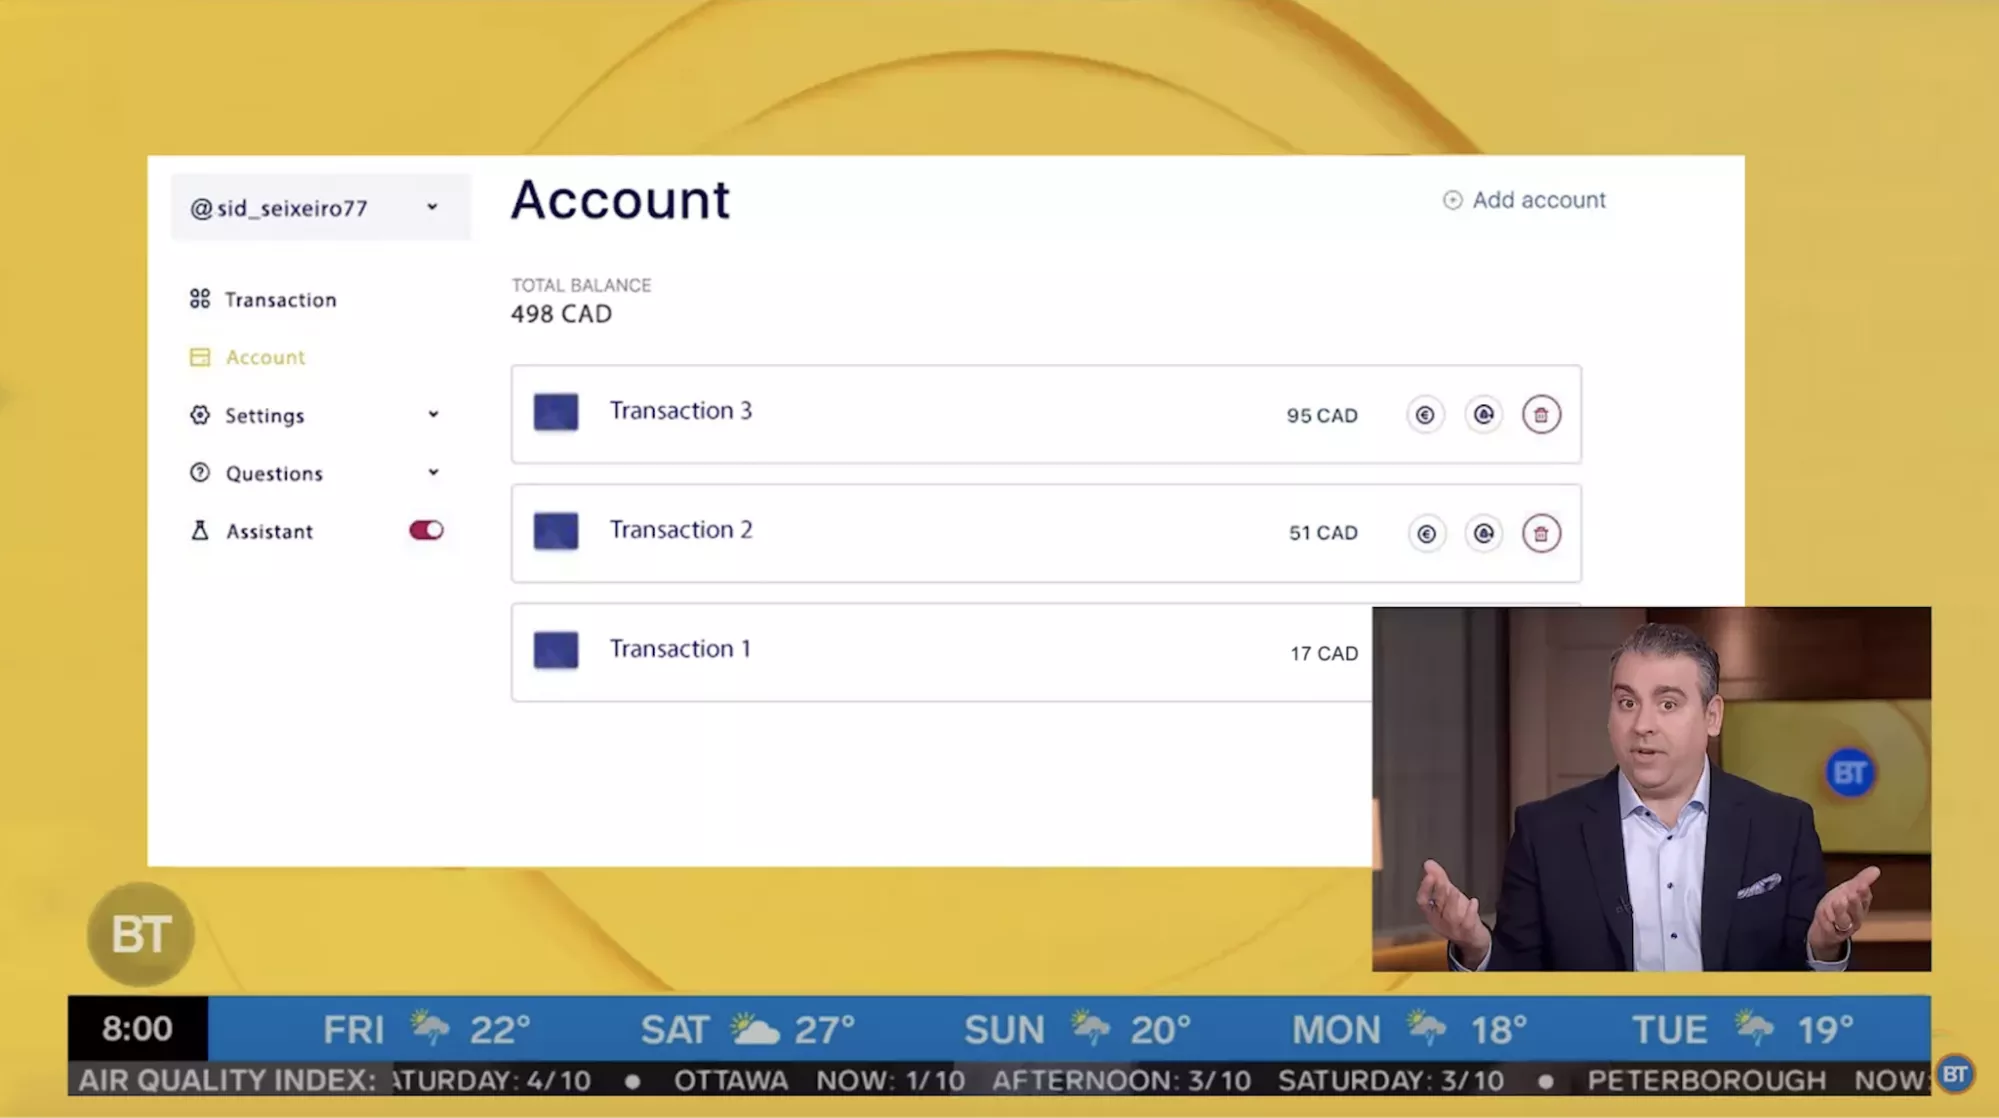 @sid_seixeiro77
Account
Add account
Transaction
Account
Settings
Questions
Assistant
TOTAL BALANCE
498 CAD
Transaction 3
95 CAD
Transaction 2
51 CAD
Transaction 1
17 CAD
BT
BT
8:00
FRI 22°
SAT 27°
SUN 20°
MON 18°
TUE 19°
AIR QUALITY INDEX: ATURDAY: 4/10 ● OTTAWA NOW: 1/10 AFTERNOON: 3/10 SATURDAY: 3/10 ● PETERBOROUGH NOW:
BT